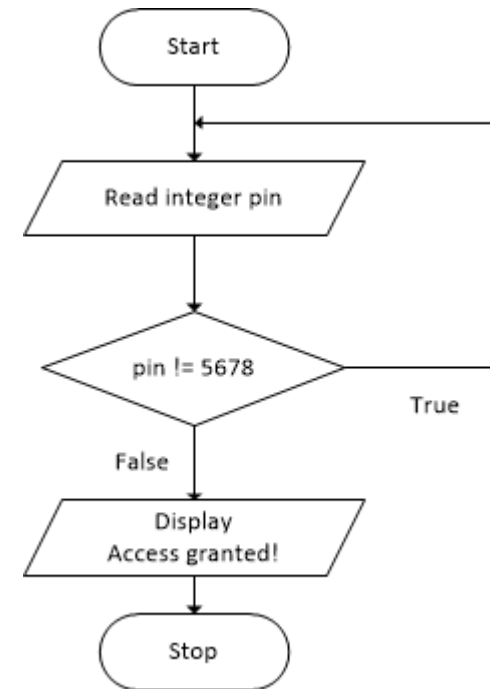 Start
Read integer pin
pin != 5678
True
False
Display
Access granted!
Stop